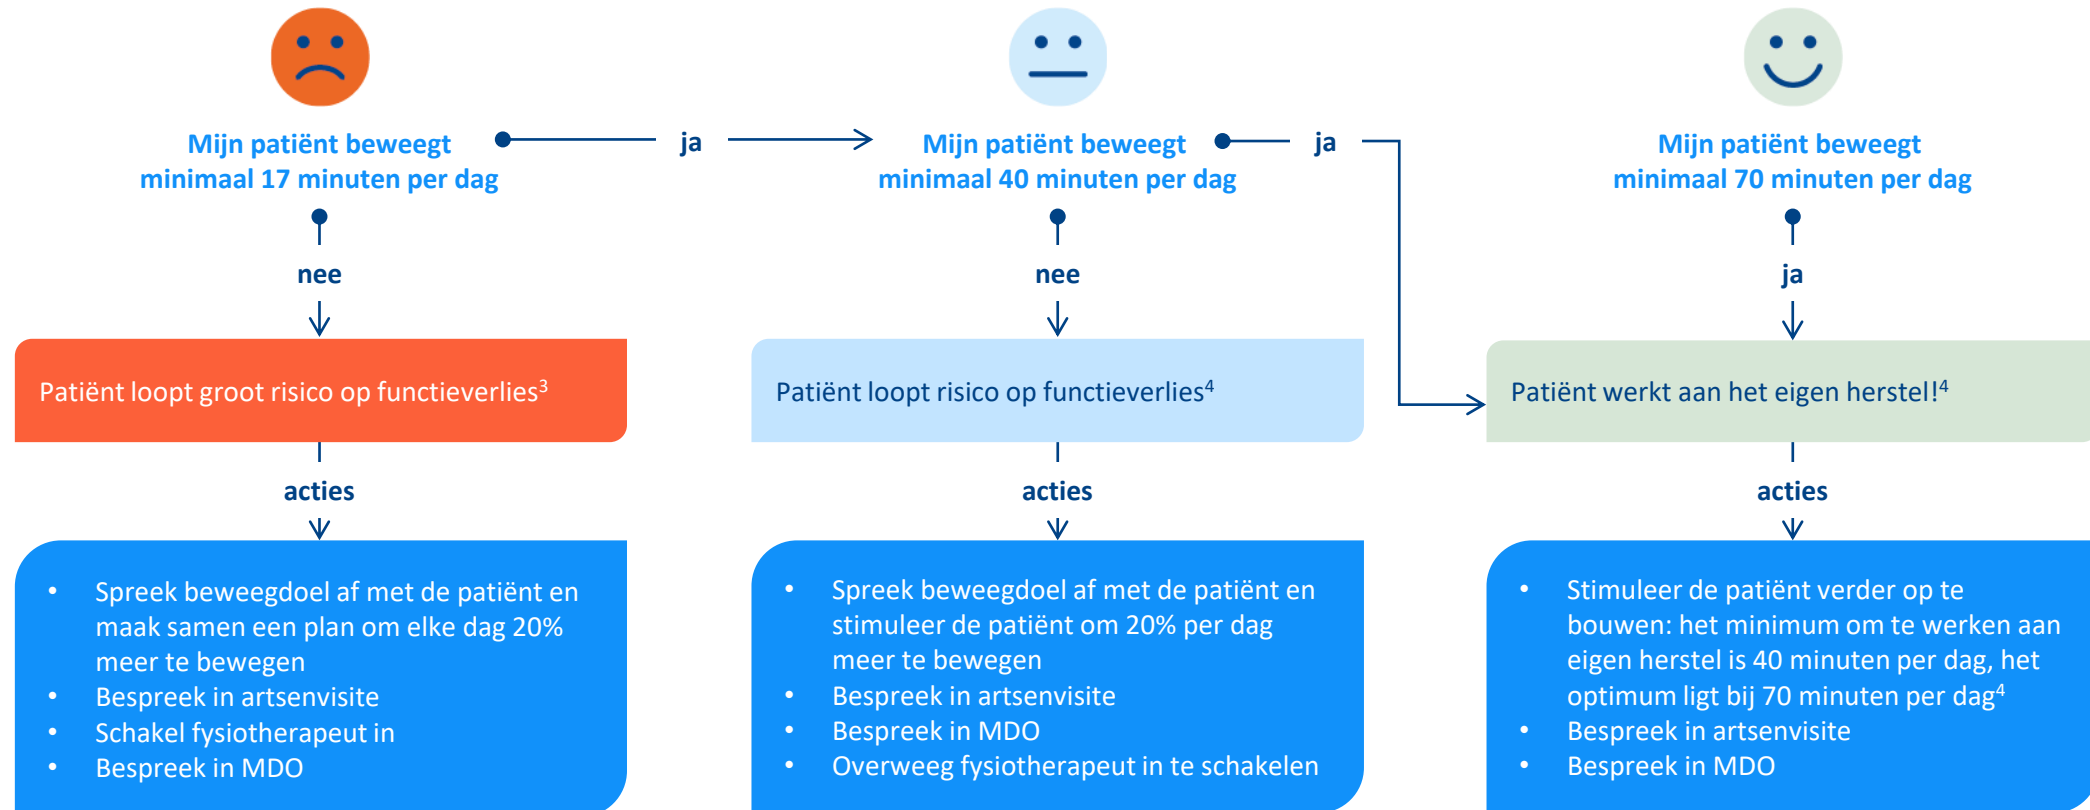 Mijn patiënt beweegt
minimaal 17 minuten per dag
ja
nee
Patiënt loopt groot risico op functieverlies³
acties
• Spreek beweegdoel af met de patiënt en
maak samen een plan om elke dag 20%
meer te bewegen
• Bespreek in artsenvisite
• Schakel fysiotherapeut in
• Bespreek in MDO
Mijn patiënt beweegt
minimaal 40 minuten per dag
ja
nee
Patiënt loopt risico op functieverlies⁴
acties
• Spreek beweegdoel af met de patiënt en
stimuleer de patiënt om 20% per dag
meer te bewegen
• Bespreek in artsenvisite
• Bespreek in MDO
• Overweeg fysiotherapeut in te schakelen
Mijn patiënt beweegt
minimaal 70 minuten per dag
ja
Patiënt werkt aan het eigen herstel!⁴
acties
• Stimuleer de patiënt verder op te
bouwen: het minimum om te werken aan
eigen herstel is 40 minuten per dag, het
optimum ligt bij 70 minuten per dag⁴
• Bespreek in artsenvisite
• Bespreek in MDO